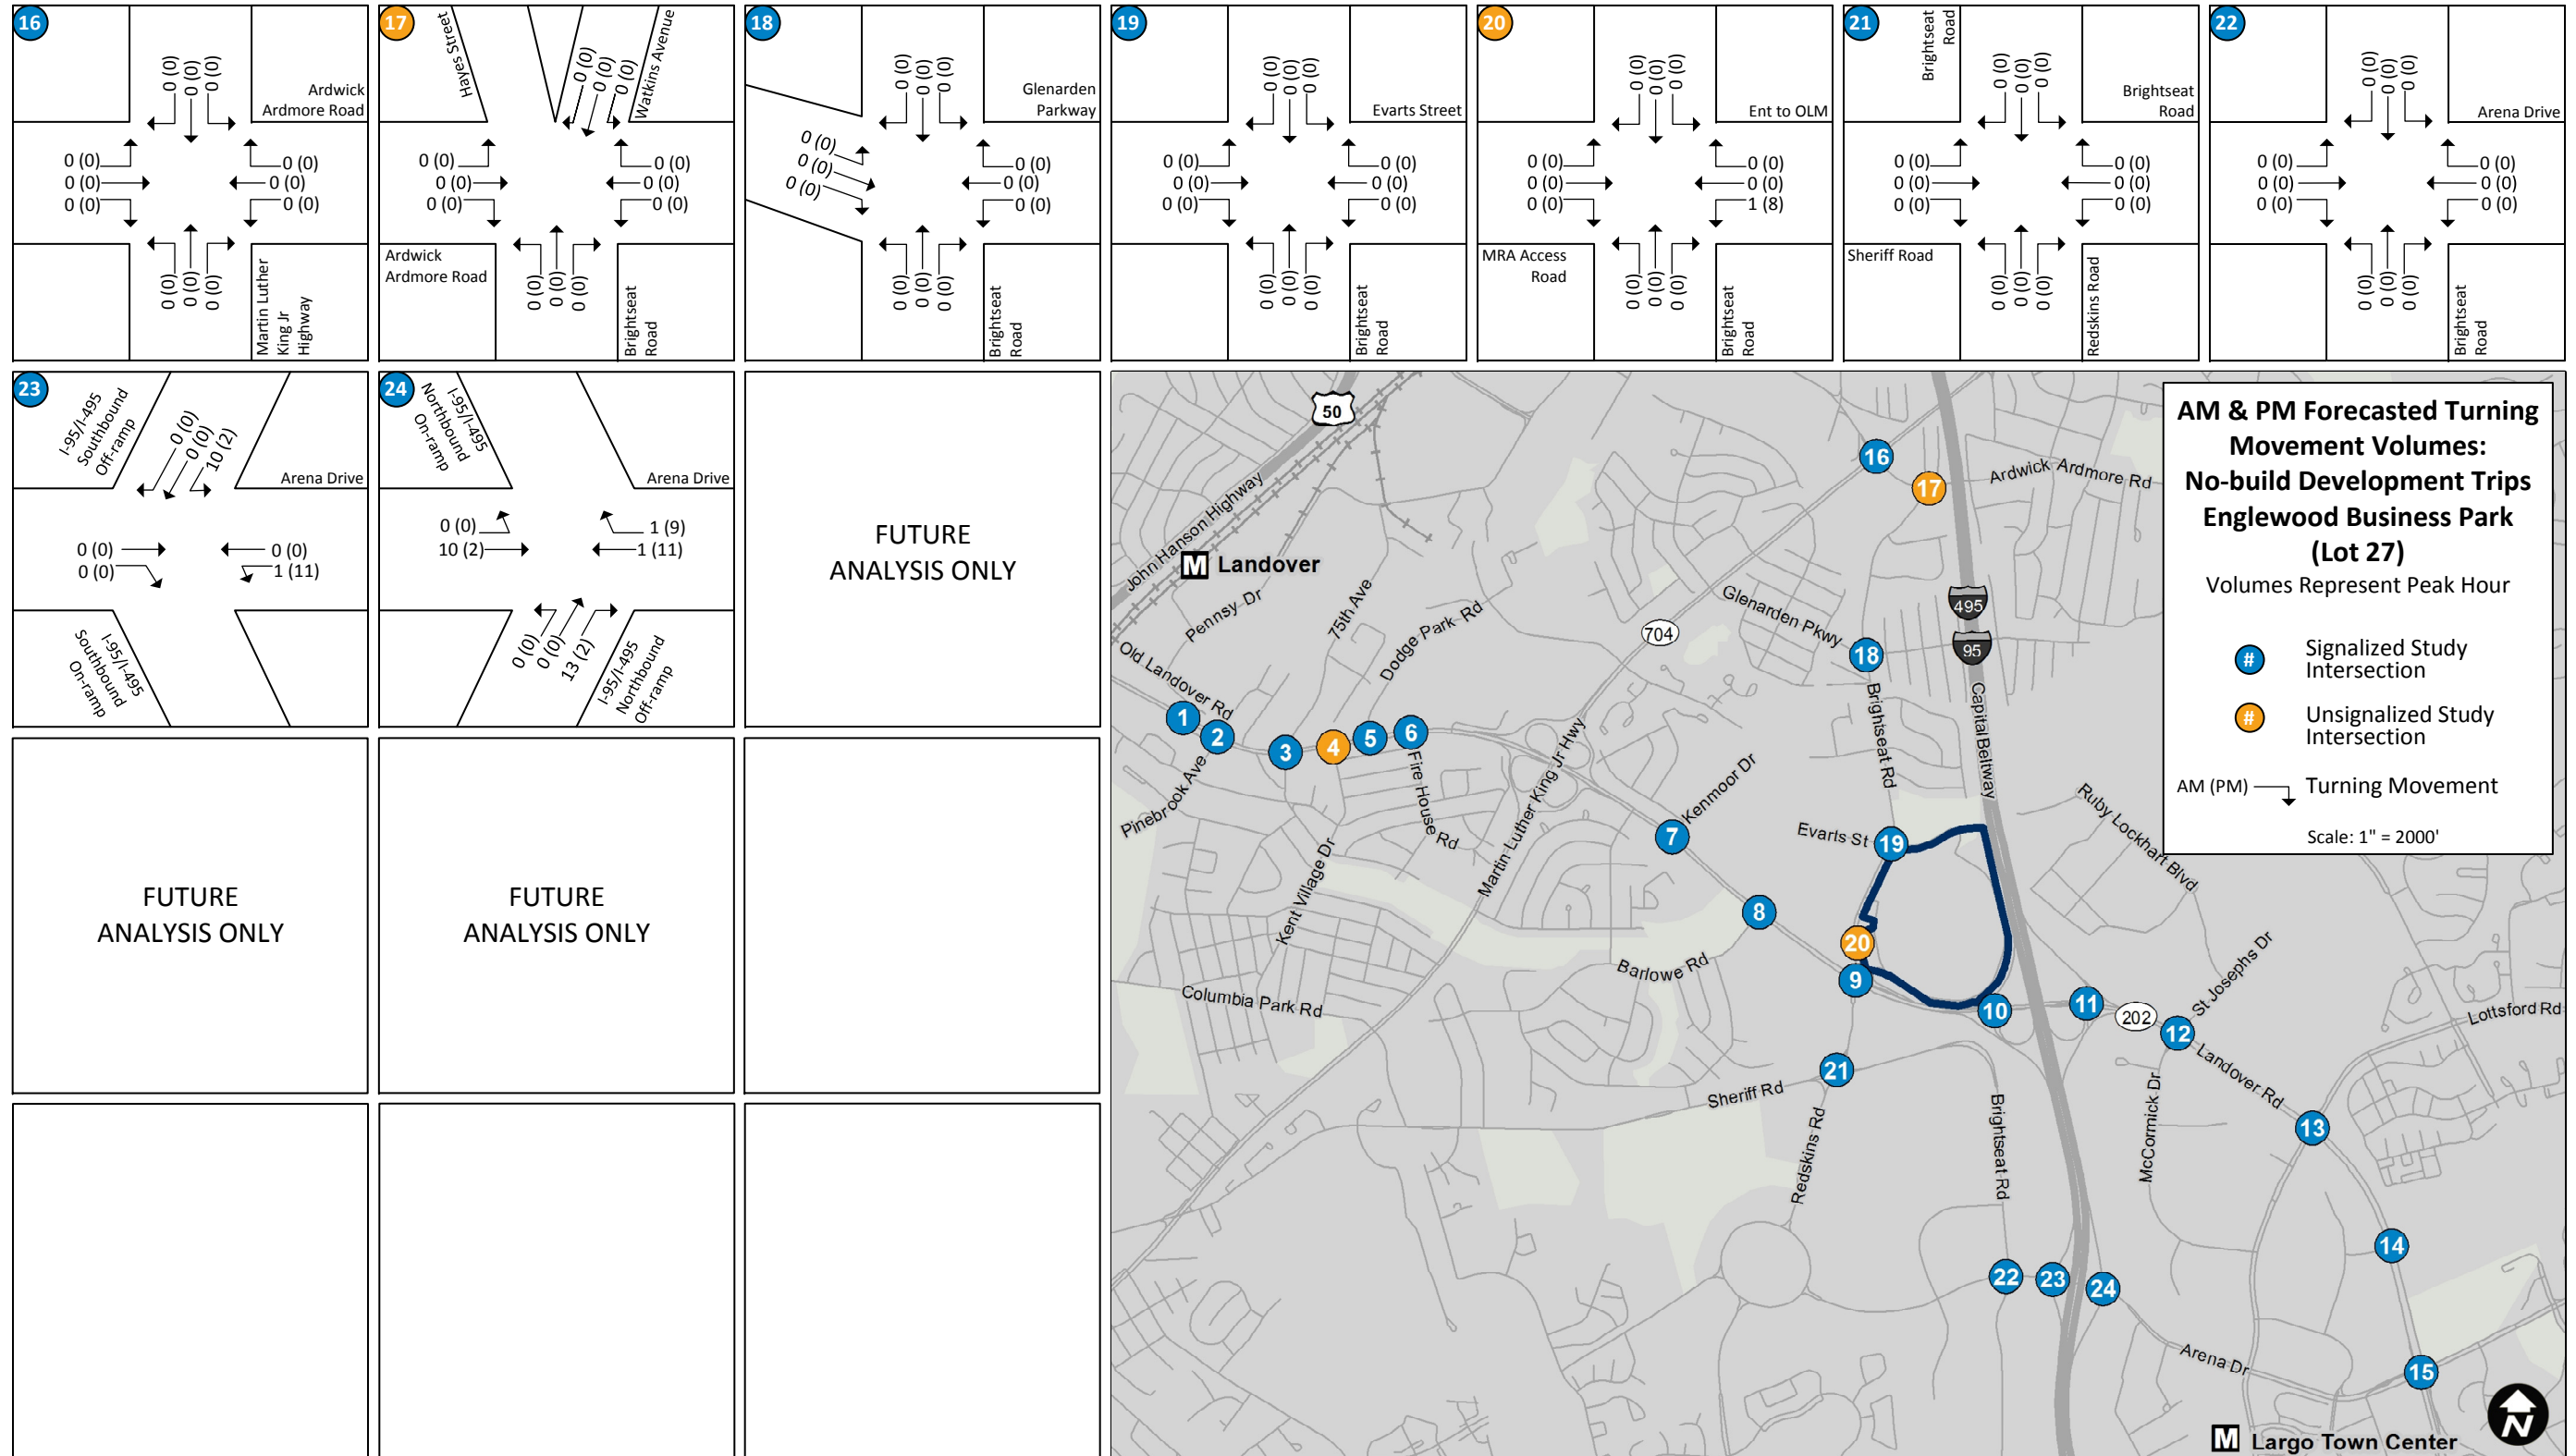 16
Ardwick
Ardmore Road
0 (0)
0 (0)
0 (0)
0 (0)
0 (0)
0 (0)
0 (0)
0 (0)
0 (0)
0 (0)
0 (0)
0 (0)
Martin Luther
King Jr
Highway
17
Hayes Street
Watkins Avenue
0 (0)
0 (0)
0 (0)
0 (0)
0 (0)
0 (0)
0 (0)
0 (0)
0 (0)
0 (0)
0 (0)
0 (0)
Ardwick
Ardmore Road
Brightseat
Road
18
Glenarden
Parkway
0 (0)
0 (0)
0 (0)
0 (0)
0 (0)
0 (0)
0 (0)
0 (0)
0 (0)
0 (0)
0 (0)
0 (0)
Brightseat
Road
19
Evarts Street
0 (0)
0 (0)
0 (0)
0 (0)
0 (0)
0 (0)
0 (0)
0 (0)
0 (0)
0 (0)
0 (0)
0 (0)
Brightseat
Road
20
Ent to OLM
0 (0)
0 (0)
0 (0)
0 (0)
0 (0)
0 (0)
0 (0)
0 (0)
1 (8)
0 (0)
0 (0)
0 (0)
MRA Access
Road
Brightseat
Road
21
Brightseat
Road
Brightseat
Road
0 (0)
0 (0)
0 (0)
0 (0)
0 (0)
0 (0)
0 (0)
0 (0)
0 (0)
0 (0)
0 (0)
0 (0)
Sheriff Road
Redskins Road
22
Arena Drive
0 (0)
0 (0)
0 (0)
0 (0)
0 (0)
0 (0)
0 (0)
0 (0)
0 (0)
0 (0)
0 (0)
0 (0)
Brightseat
Road
23
I-95/I-495
Southbound
Off-ramp
0 (0)
0 (0)
10 (2)
Arena Drive
0 (0)
0 (0)
0 (0)
1 (11)
I-95/I-495
Southbound
On-ramp
24
I-95/I-495
Northbound
On-ramp
Arena Drive
0 (0)
10 (2)
1 (9)
1 (11)
0 (0)
0 (0)
13 (2)
I-95/I-495
Northbound
Off-ramp
FUTURE
ANALYSIS ONLY
FUTURE
ANALYSIS ONLY
FUTURE
ANALYSIS ONLY
AM & PM Forecasted Turning
Movement Volumes:
No-build Development Trips
Englewood Business Park
(Lot 27)
Volumes Represent Peak Hour
# Signalized Study
Intersection
# Unsignalized Study
Intersection
AM (PM) Turning Movement
Scale: 1" = 2000'
50
John Hanson Highway
M Landover
Pennsy Dr
75th Ave
Dodge Park Rd
Old Landover Rd
1
2
3
4
5
6
Pinebrook Ave
Fire House Rd
Kent Village Dr
Martin Luther King Jr Hwy
Columbia Park Rd
16
17
Ardwick Ardmore Rd
495
95
704
Glenarden Pkwy
18
Brightseat Rd
Capital Beltway
Kenmoor Dr
7
Evarts St
19
Ruby Lockhart Blvd
8
20
9
Barlowe Rd
10
11
202
12
St Josephs Dr
Lottsford Rd
Landover Rd
21
Sheriff Rd
Redskins Rd
Brightseat Rd
McCormick Dr
13
14
22
23
24
Arena Dr
15
M Largo Town Center
N